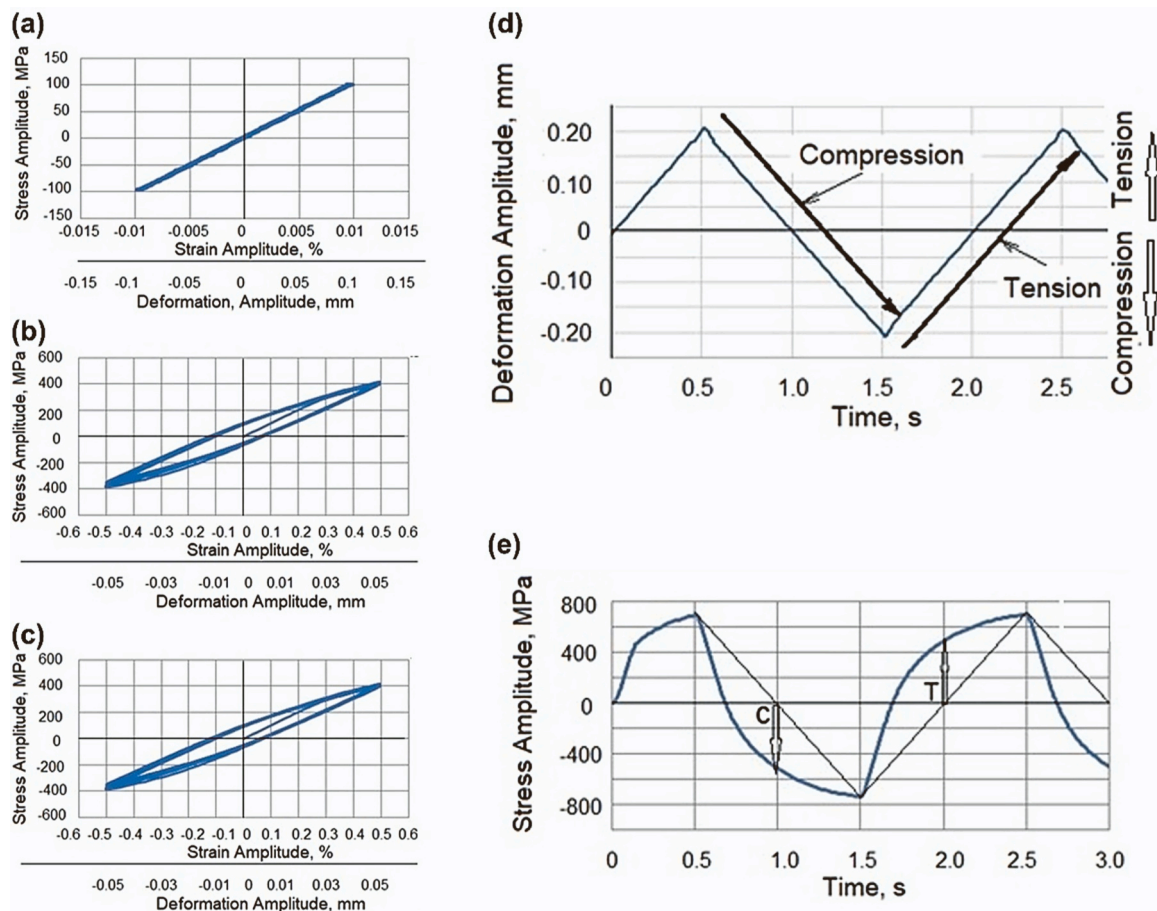 (a)
Stress Amplitude, MPa
150
100
50
0
-50
-100
-150
-0.015 -0.01 -0.005 0 0.005 0.01 0.015
Strain Amplitude, %
-0.15 -0.1 0.05 0 0.05 0.10 0.15
Deformation, Amplitude, mm
(b)
Stress Amplitude, MPa
600
400
200
0
-200
-400
-600
-0.6 -0.5 -0.4 -0.3 -0.2 -0.1 0 0.1 0.2 0.3 0.4 0.5 0.6
Strain Amplitude, %
-0.05 -0.03 -0.01 0 0.01 0.03 0.05
Deformation Amplitude, mm
(c)
Stress Amplitude, MPa
600
400
200
0
-200
-400
-600
-0.6 -0.5 -0.4 -0.3 -0.2 -0.1 0 0.1 0.2 0.3 0.4 0.5 0.6
Strain Amplitude, %
-0.05 -0.03 -0.01 0 0.01 0.03 0.05
Deformation Amplitude, mm
(d)
Deformation Amplitude, mm
0.20
0.10
0
-0.10
-0.20
Compression
Tension
0 0.5 1.0 1.5 2.0 2.5
Time, s
Tension
Compression
(e)
Stress Amplitude, MPa
800
400
0
-400
-800
C
T
0 0.5 1.0 1.5 2.0 2.5 3.0
Time, s